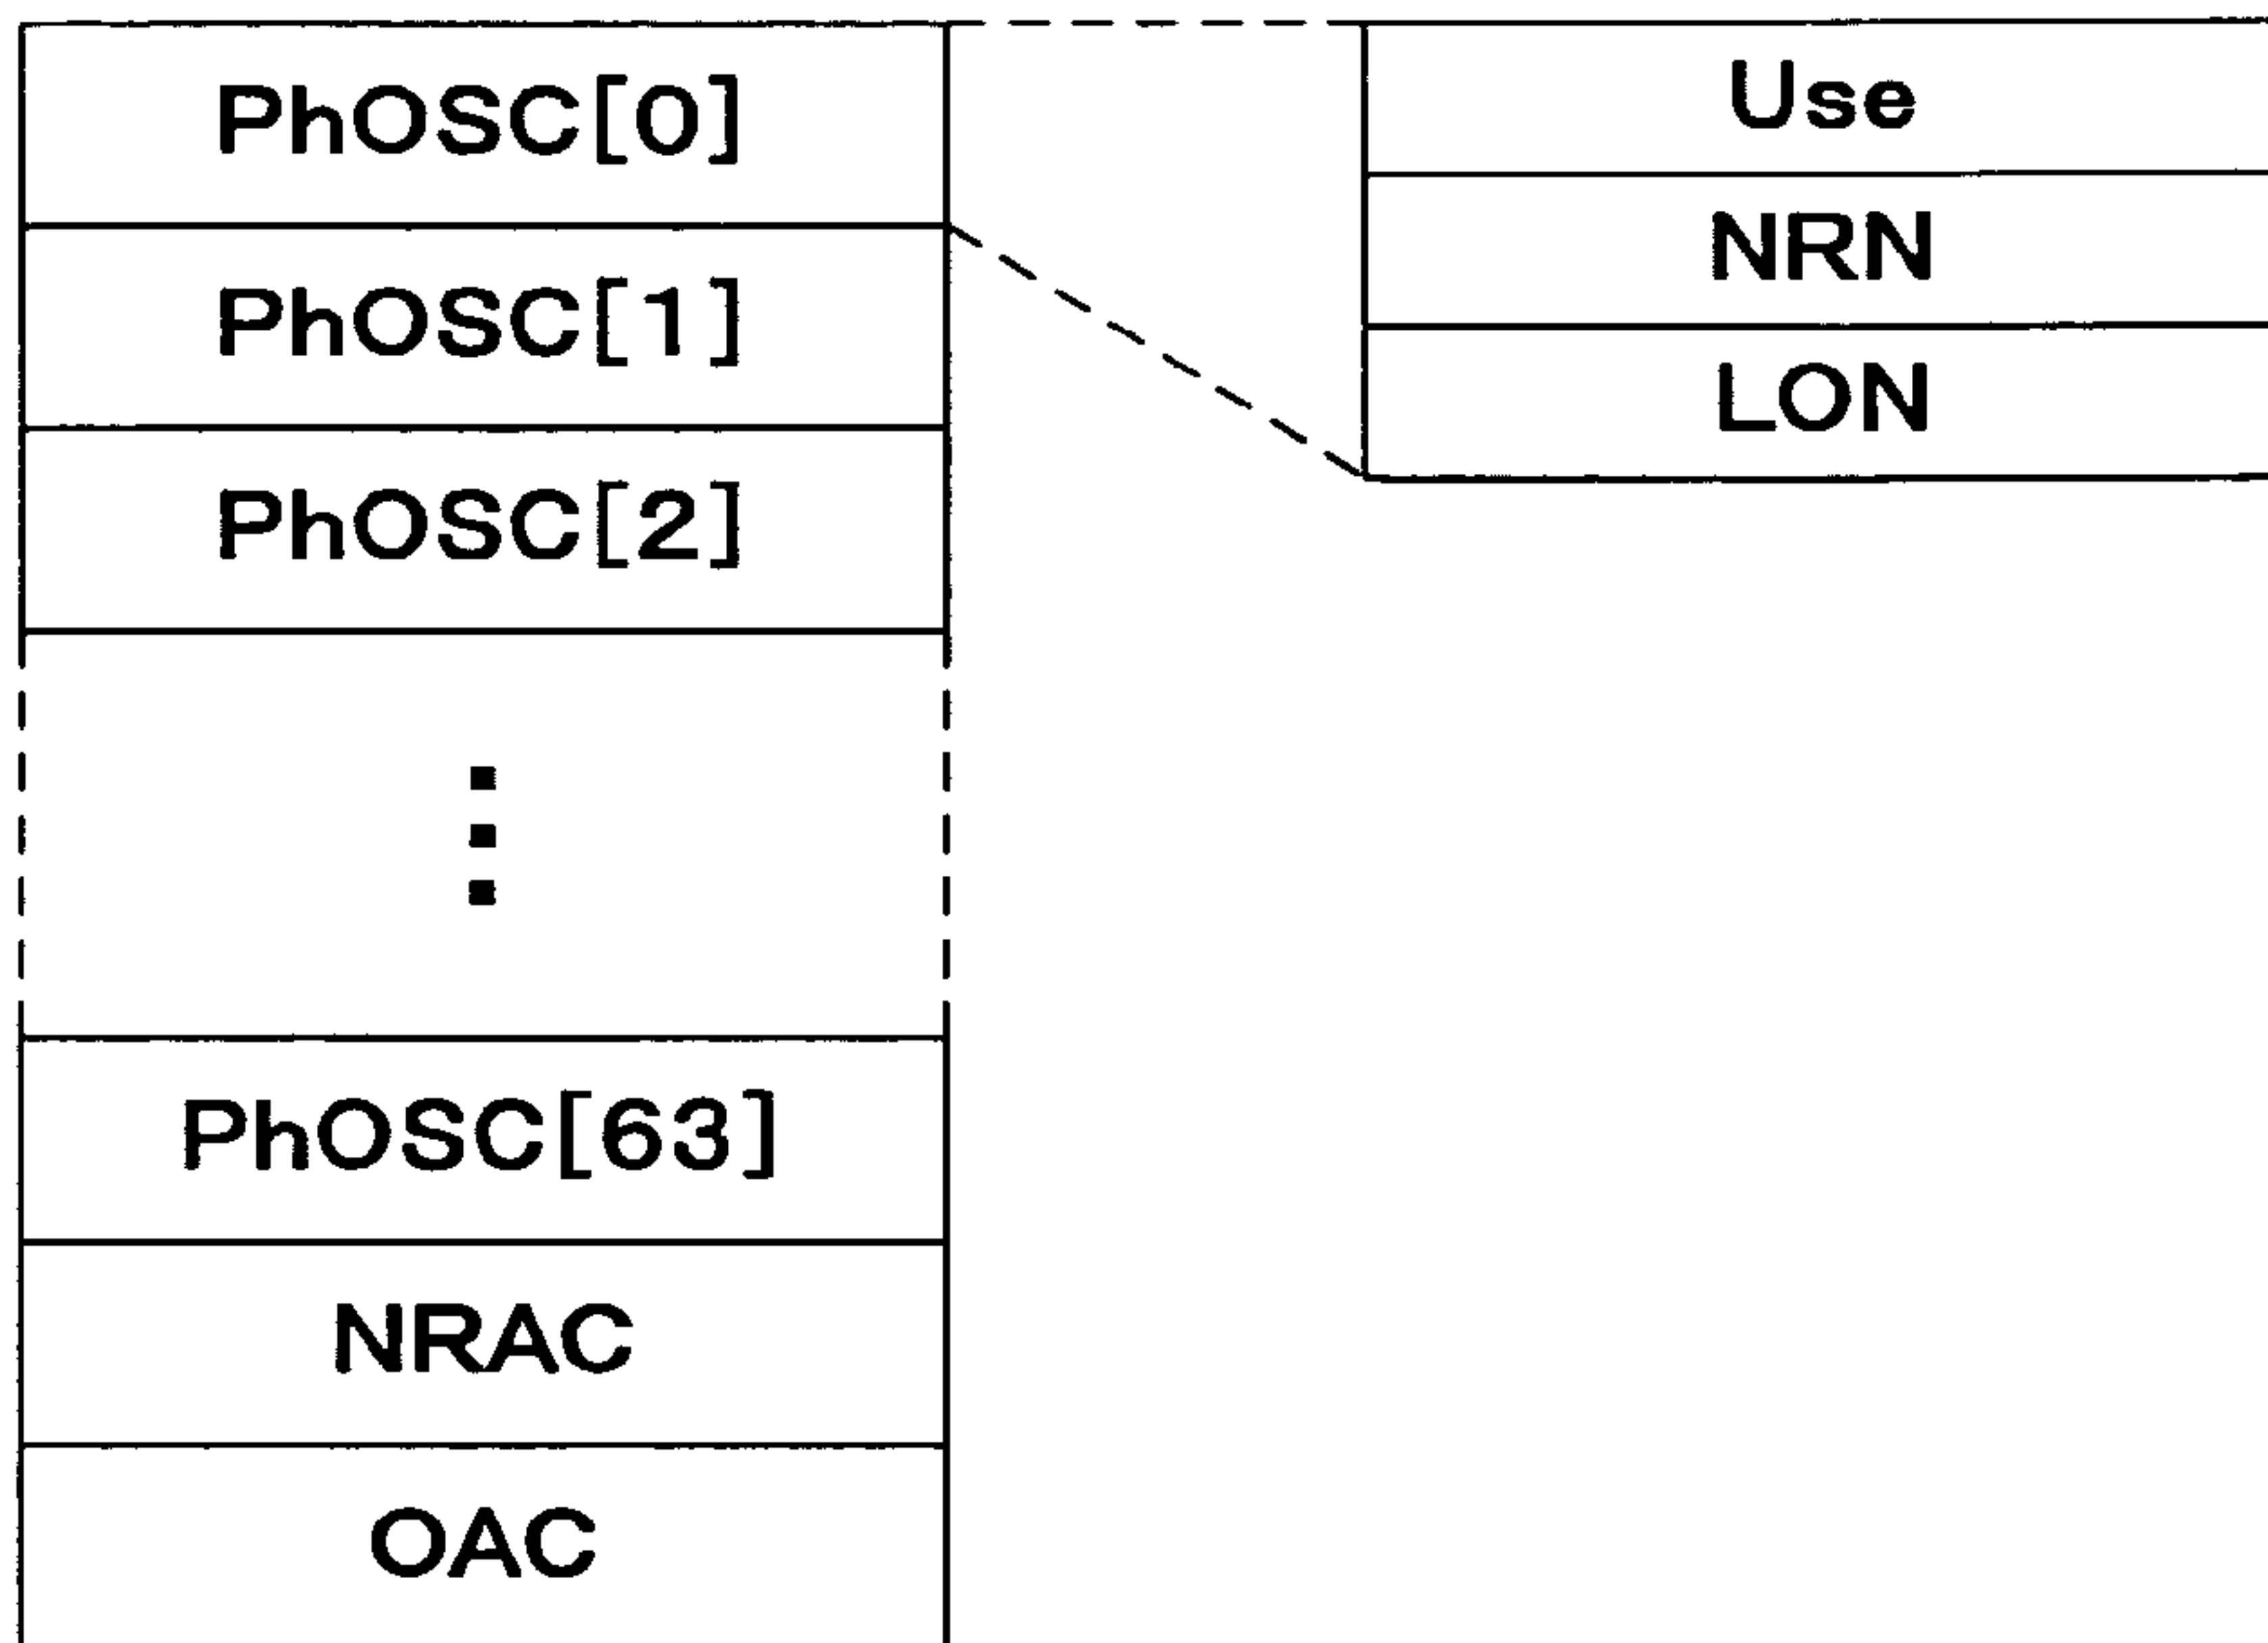 PhOSC[0]
PhOSC[1]
PhOSC[2]
PhOSC[63]
NRAC
OAC
Use
NRN
LON